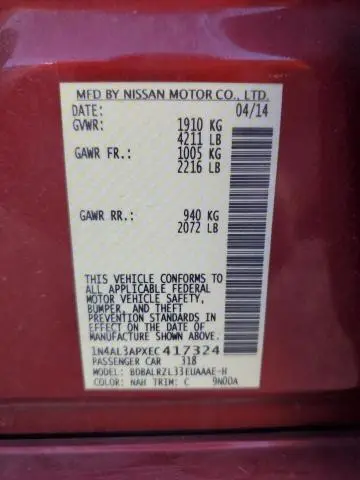 MFD BY NISSAN MOTOR CO., LTD.
DATE: 04/14
GVWR: 1910 KG
4211 LB
GAWR FR.: 1005 KG
2216 LB
GAWR RR.: 940 KG
2072 LB
THIS VEHICLE CONFORMS TO
ALL APPLICABLE FEDERAL
MOTOR VEHICLE SAFETY,
BUMPER, AND THEFT
PREVENTION STANDARDS IN
EFFECT ON THE DATE OF
MANUFACTURE SHOWN ABOVE.
1N4AL3APXEC417324
PASSENGER CAR 318
MODEL: BDBALRZL33EUAAAE-H
COLOR: NAH TRIM: C 9N00A